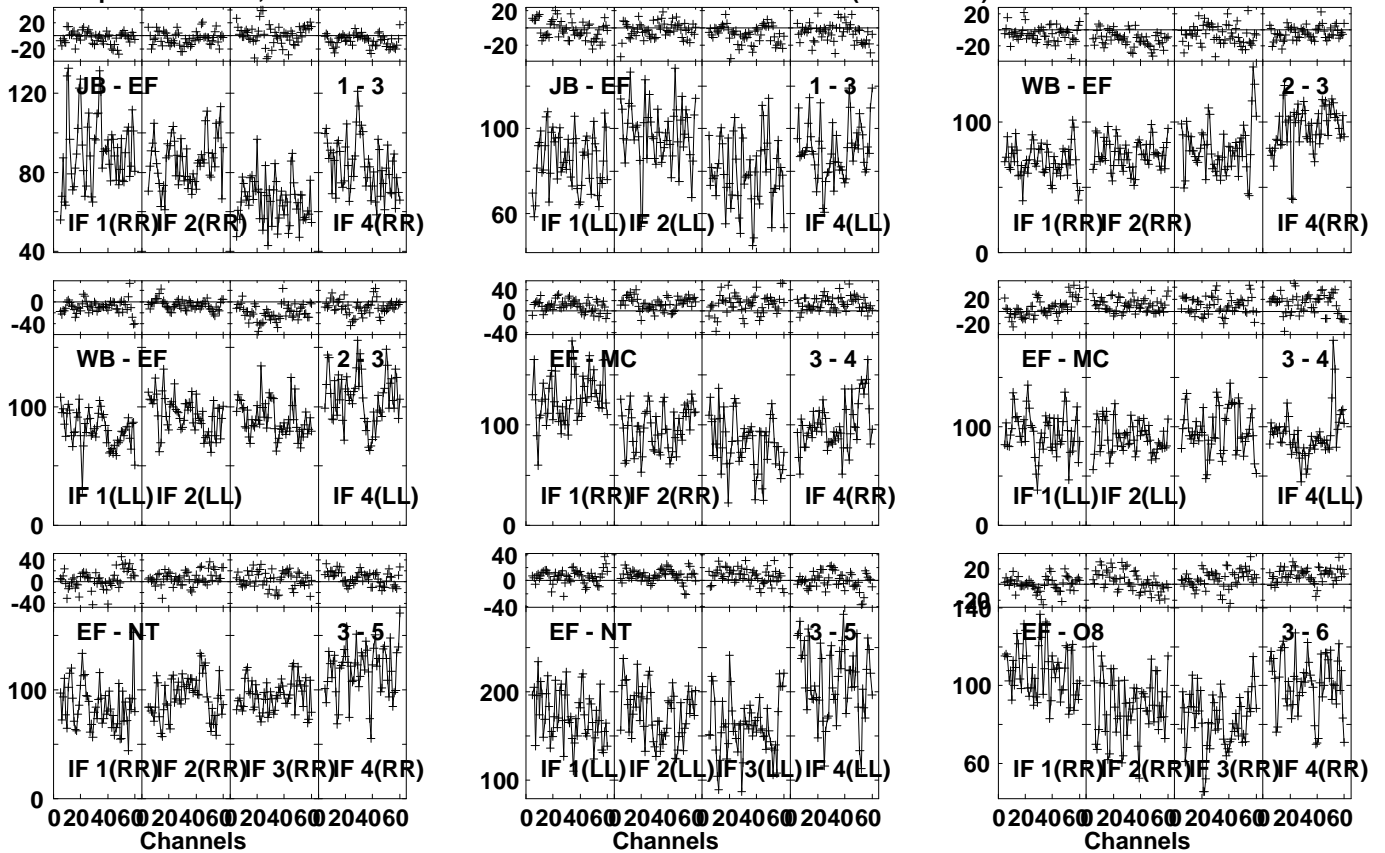 20 20 20
-20 -20 -20
JB - EF 1 - 3 JB - EF 1 - 3 WB - EF 2 - 3
120
100 100
80
60 60
IF 1(RR) IF 2(RR) IF 4(RR) IF 1(LL) IF 2(LL) IF 4(LL) IF 1(RR) IF 2(RR) IF 4(RR)
40 0
0 40 20
0
-40 -40 -20
WB - EF 2 - 3 EF - MC 3 - 4 EF - MC 3 - 4
100 100 100
IF 1(LL) IF 2(LL) IF 4(LL) IF 1(RR) IF 2(RR) IF 4(RR) IF 1(LL) IF 2(LL) IF 4(LL)
0 0 0
40 40 20
0 0
-40 -40 -20
140
EF - NT 3 - 5 EF - NT 3 - 5 EF - O8 3 - 6
100 200 100
60
IF 1(RR) IF 2(RR) IF 3(RR) IF 4(RR) IF 1(LL) IF 2(LL) IF 3(LL) IF 4(LL) IF 1(RR) IF 2(RR) IF 3(RR) IF 4(RR)
0 100
0 20 40 60 0 20 40 60 0 20 40 60 0 20 40 60 0 20 40 60 0 20 40 60 0 20 40 60 0 20 40 60 0 20 40 60 0 20 40 60 0 20 40 60 0 20 40 60
Channels Channels Channels